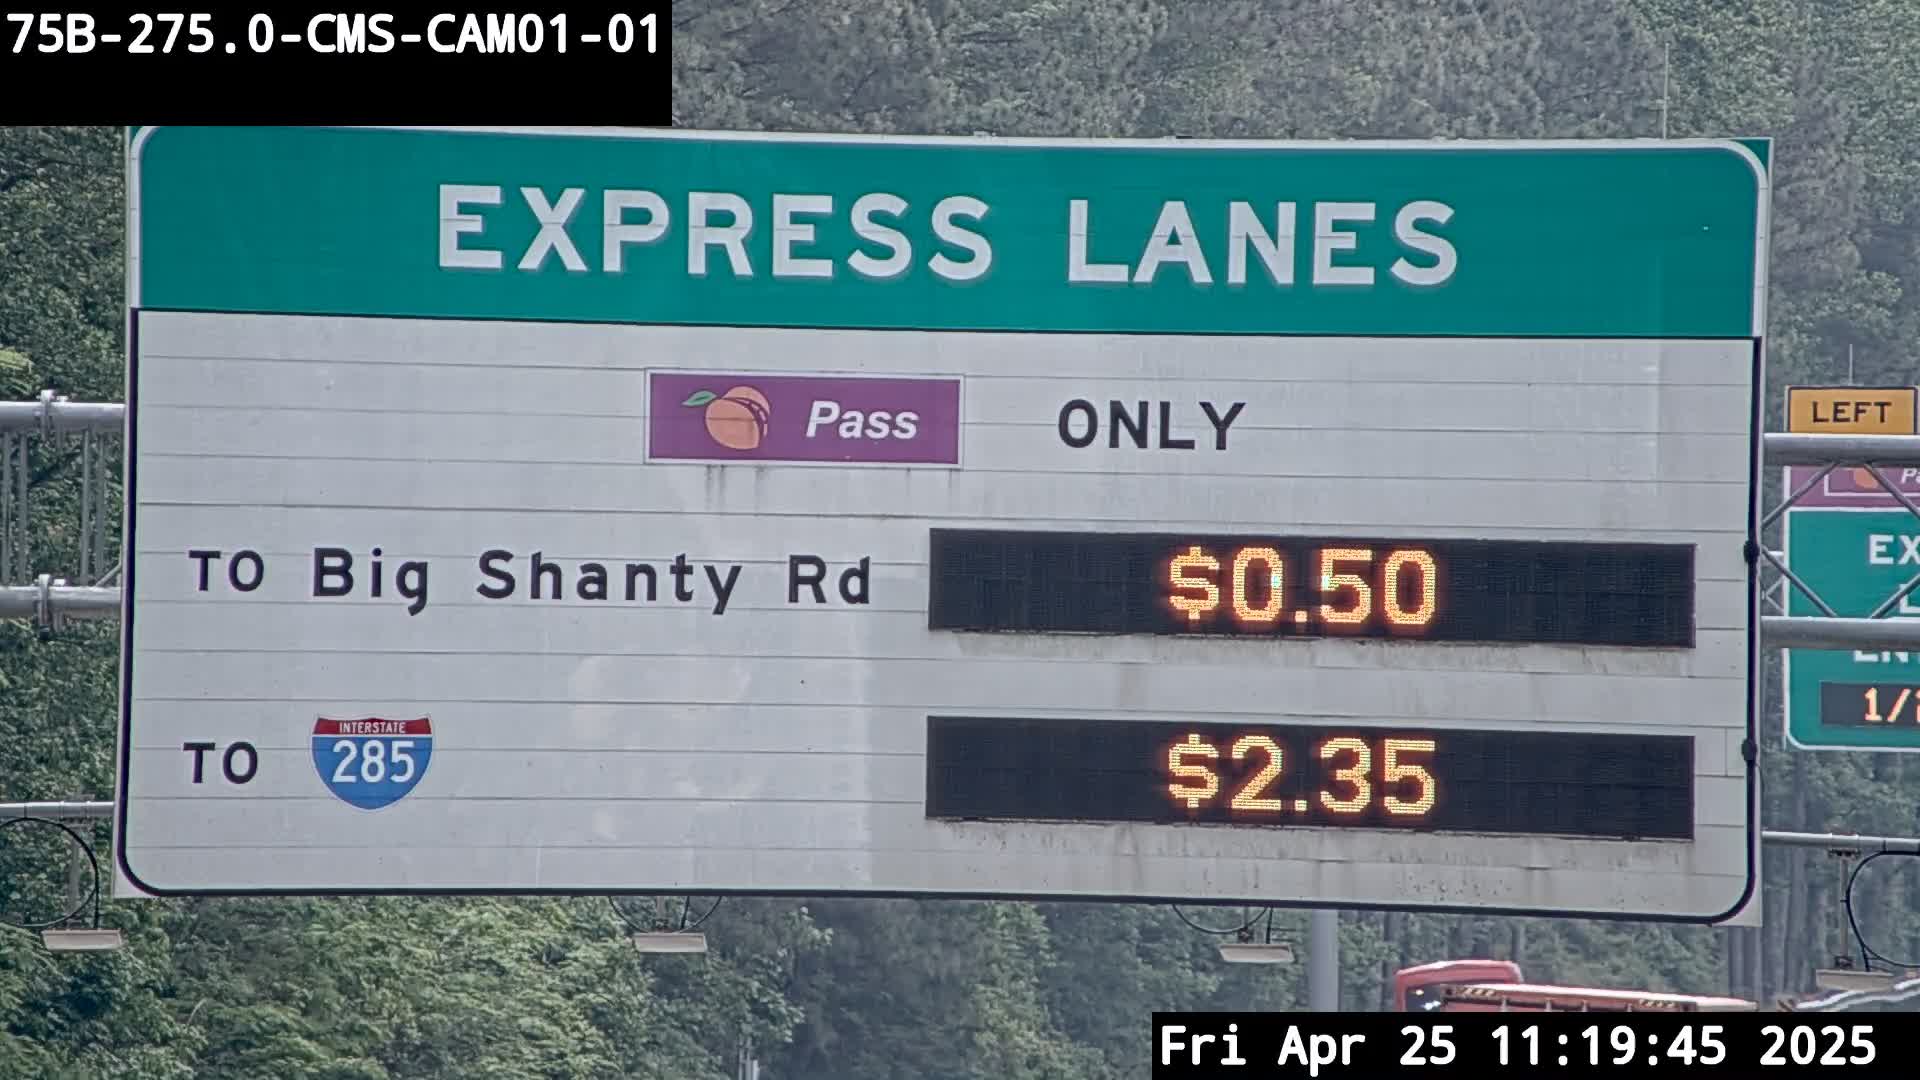 75B-275.0-CMS-CAM01-01
EXPRESS LANES
Pass ONLY
TO Big Shanty Rd $0.50
TO INTERSTATE 285 $2.35
LEFT
Fri Apr 25 11:19:45 2025